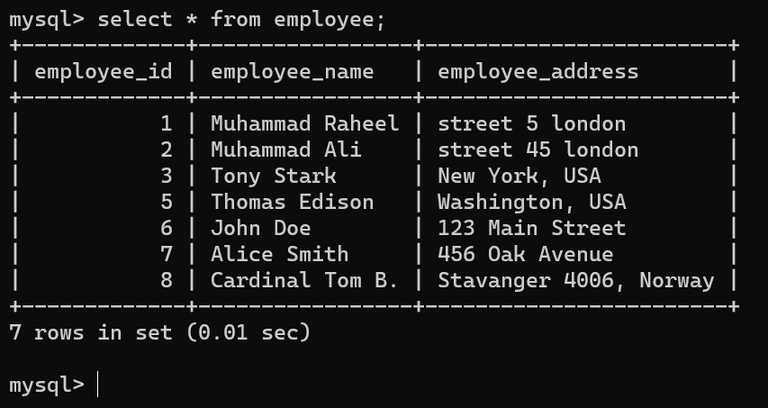 mysql> select * from employee;
+-------------+-----------------+------------------------+
| employee_id | employee_name   | employee_address       |
+-------------+-----------------+------------------------+
|           1 | Muhammad Raheel | street 5 london        |
|           2 | Muhammad Ali    | street 45 london       |
|           3 | Tony Stark      | New York, USA          |
|           5 | Thomas Edison   | Washington, USA        |
|           6 | John Doe        | 123 Main Street        |
|           7 | Alice Smith     | 456 Oak Avenue         |
|           8 | Cardinal Tom B. | Stavanger 4006, Norway |
+-------------+-----------------+------------------------+
7 rows in set (0.01 sec)
mysql>